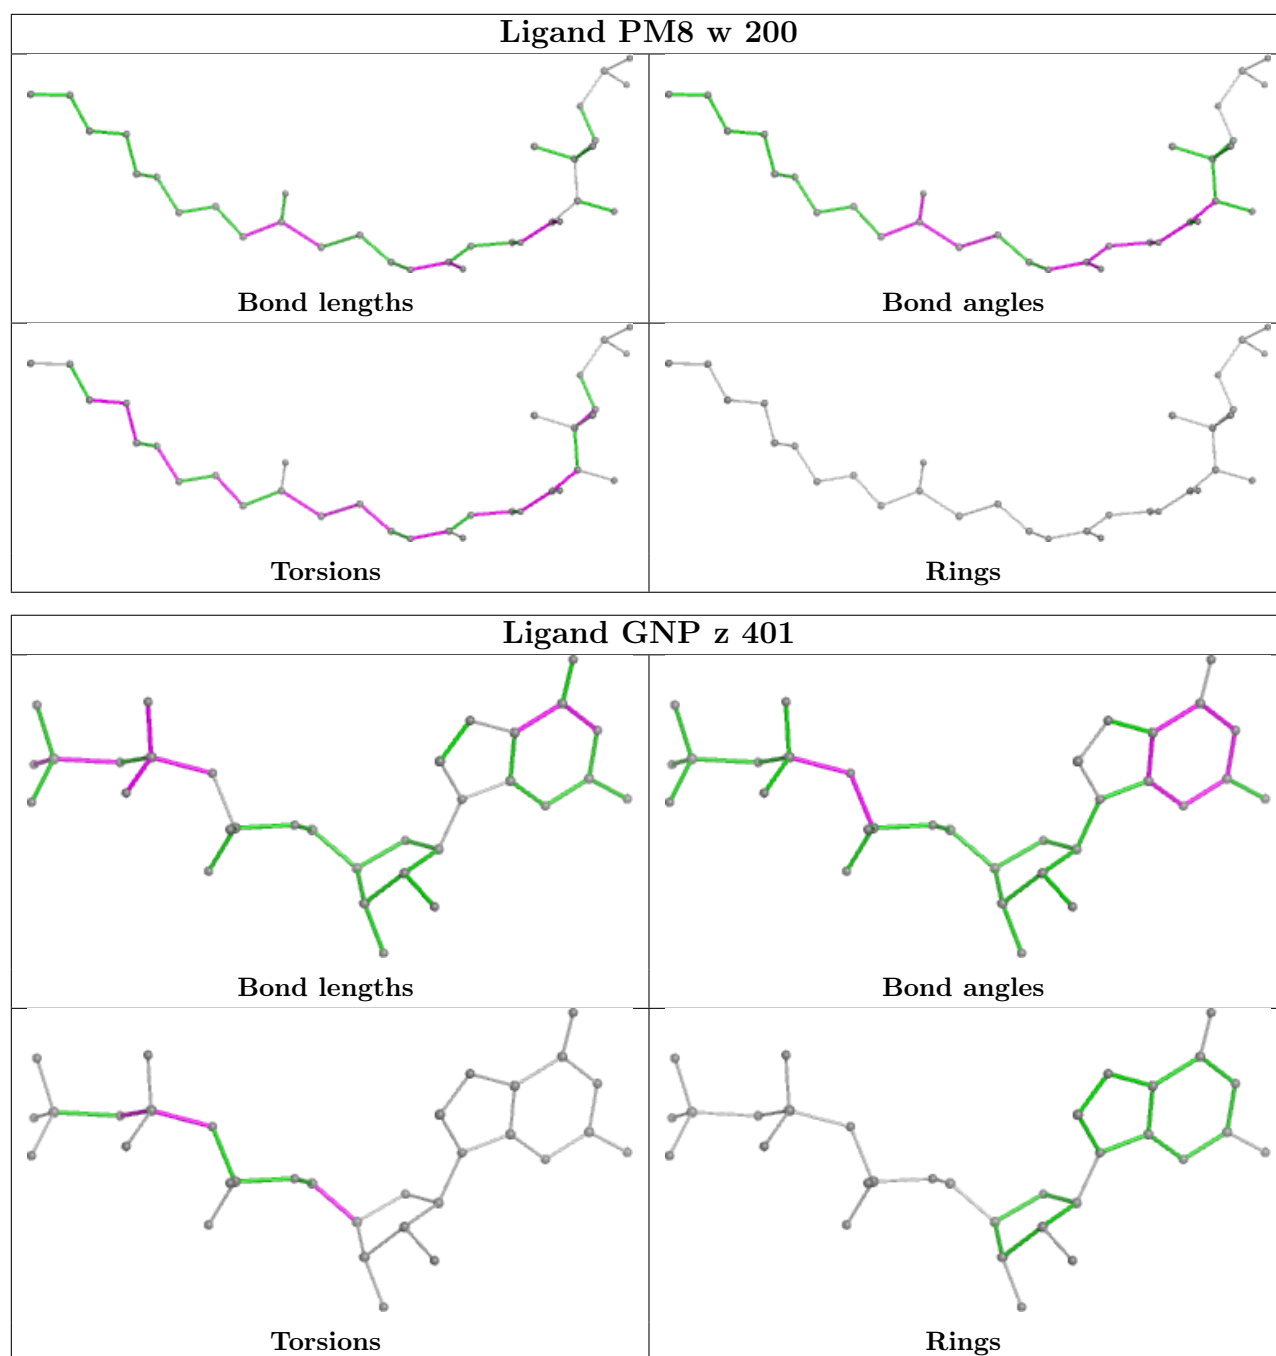 Ligand PM8 w 200
Bond lengths
Bond angles
Torsions
Rings
Ligand GNP z 401
Bond lengths
Bond angles
Torsions
Rings